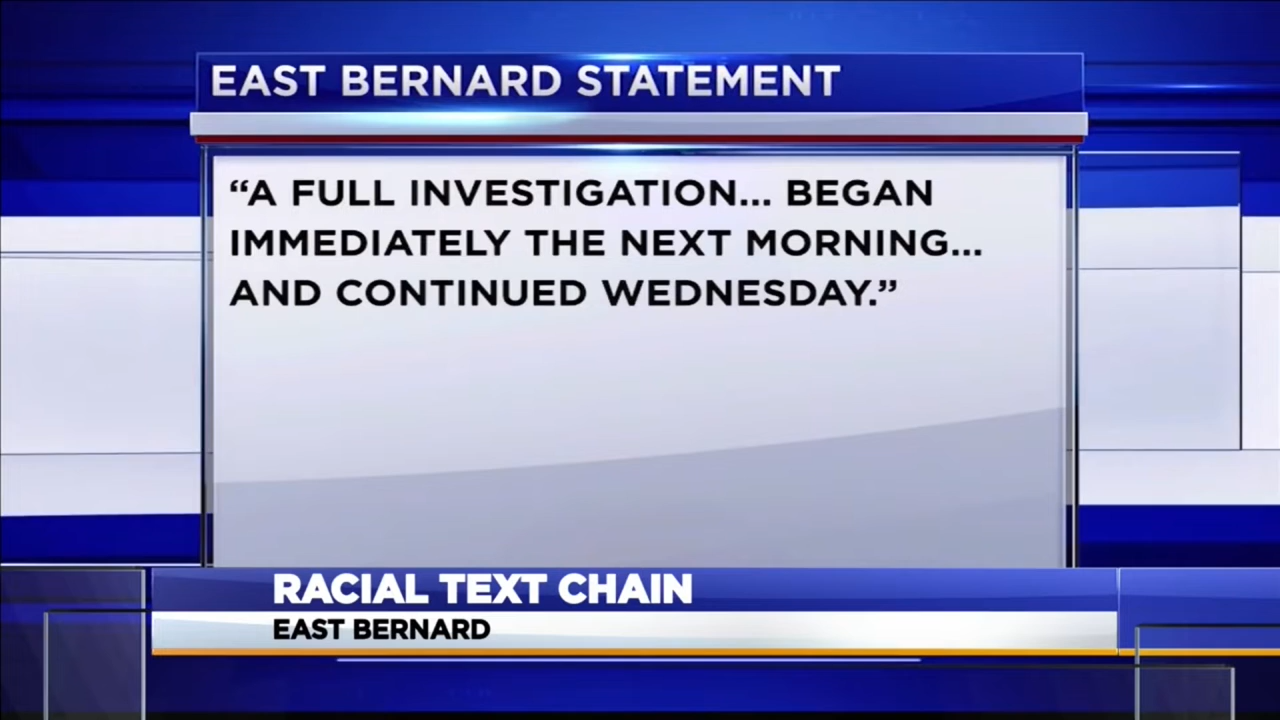 EAST BERNARD STATEMENT
“A FULL INVESTIGATION... BEGAN
IMMEDIATELY THE NEXT MORNING...
AND CONTINUED WEDNESDAY.”
RACIAL TEXT CHAIN
EAST BERNARD